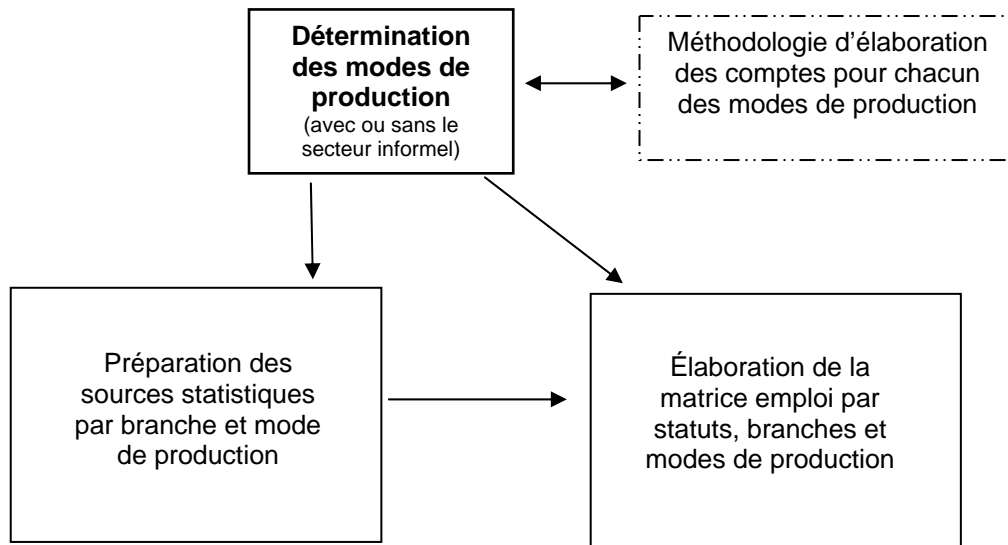 Détermination
des modes de
production
(avec ou sans le
secteur informel)
Méthodologie d'élaboration
des comptes pour chacun
des modes de production
Préparation des
sources statistiques
par branche et mode
de production
Élaboration de la
matrice emploi par
statuts, branches et
modes de production